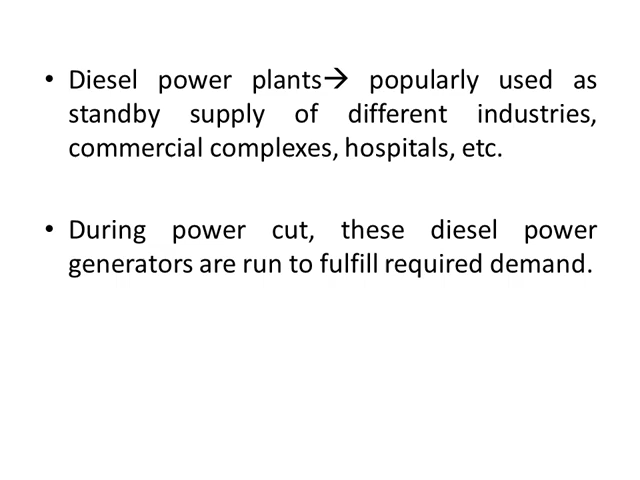 • Diesel power plants→ popularly used as
standby supply of different industries,
commercial complexes, hospitals, etc.
• During power cut, these diesel power
generators are run to fulfill required demand.